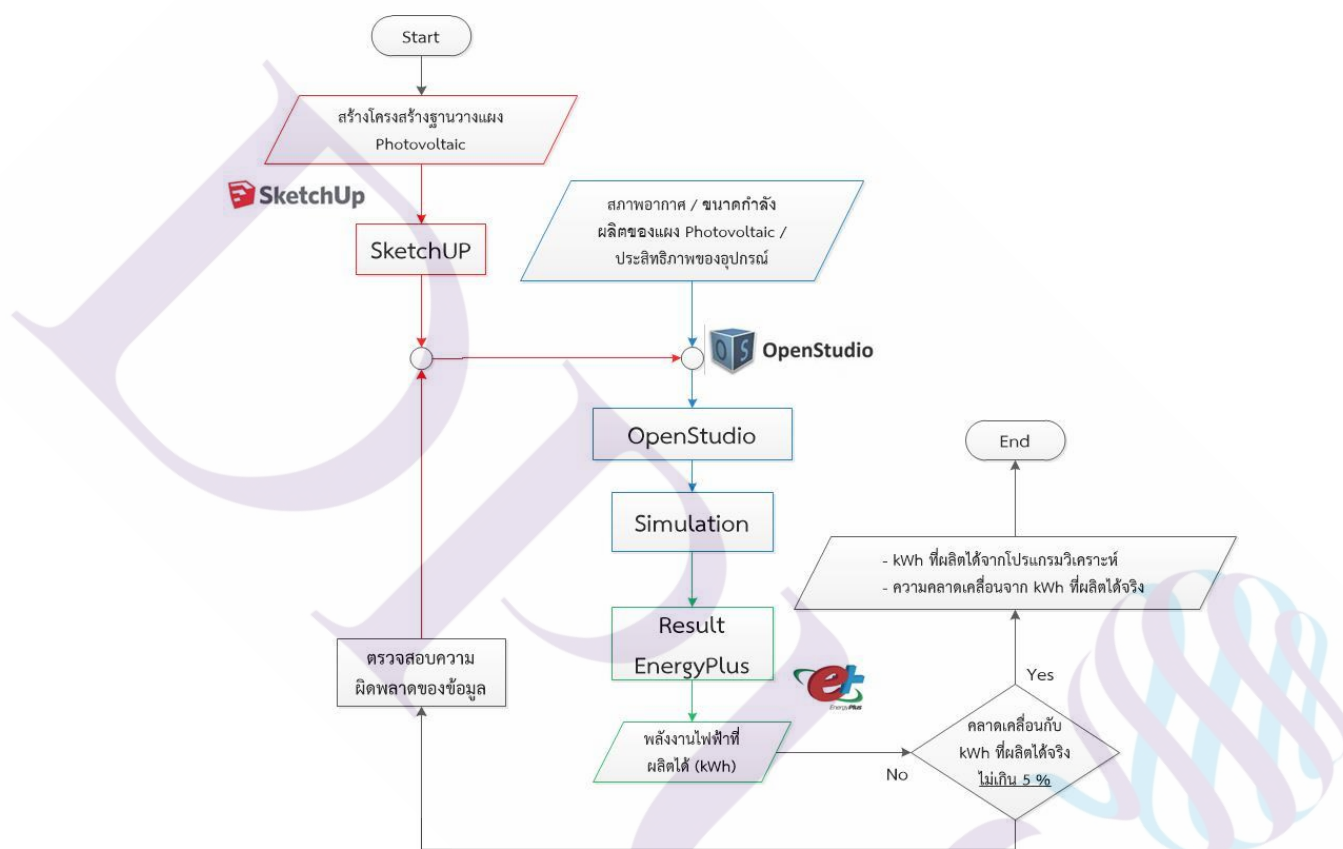 Start
สร้างโครงสร้างฐานวางแผง
Photovoltaic
SketchUp
SketchUP
สภาพอากาศ / ขนาดกำลัง
ผลิตของแผง Photovoltaic /
ประสิทธิภาพของอุปกรณ์
OS OpenStudio
OpenStudio
Simulation
Result
EnergyPlus
EnergyPlus
พลังงานไฟฟ้าที่
ผลิตได้ (kWh)
ตรวจสอบความ
ผิดพลาดของข้อมูล
End
- kWh ที่ผลิตได้จากโปรแกรมวิเคราะห์
- ความคลาดเคลื่อนจาก kWh ที่ผลิตได้จริง
Yes
คลาดเคลื่อนกับ
kWh ที่ผลิตได้จริง
ไม่เกิน 5 %
No